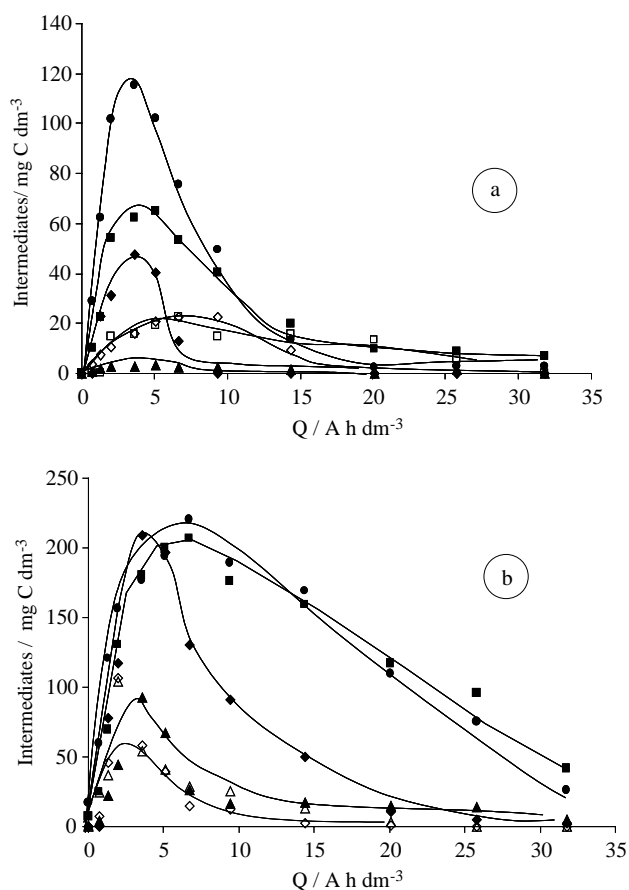 140
120
100
80
60
40
20
0
Intermediates/ mg C dm-3
a
0 5 10 15 20 25 30 35
Q / A h dm-3
250
200
150
100
50
0
Intermediates / mg C dm-3
b
0 5 10 15 20 25 30 35
Q / A h dm-3